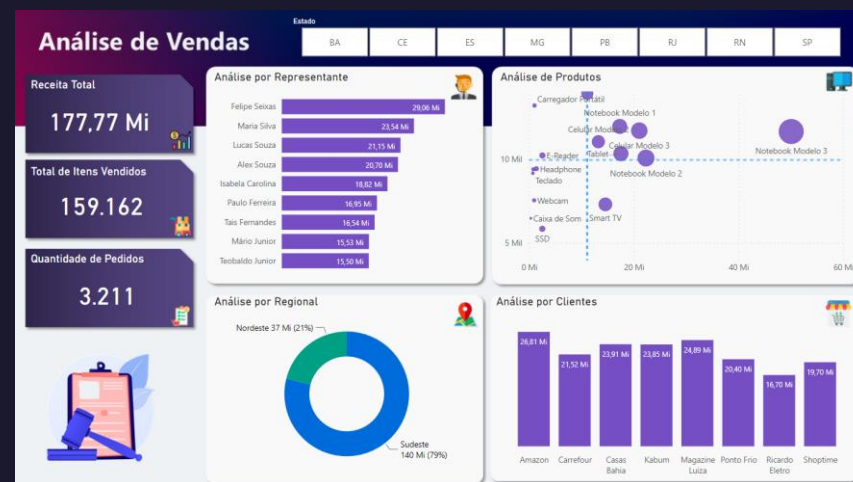 Análise de Vendas
Estado
BA CE ES MG PB RJ RN SP
Receita Total
177,77 Mi
Total de Itens Vendidos
159.162
Quantidade de Pedidos
3.211
Análise por Representante
Felipe Seixas 29,06 Mi
Maria Silva 23,54 Mi
Lucas Souza 21,15 Mi
Alex Souza 20,70 Mi
Isabela Carolina 18,82 Mi
Paulo Ferreira 16,95 Mi
Tais Fernandes 16,54 Mi
Mário Junior 15,53 Mi
Teobaldo Junior 15,50 Mi
Análise de Produtos
Carregador Portátil
Notebook Modelo 1
Celular Modelo
Celular Modelo 3
Notebook Modelo 3
10 Mil
E-Reader
Tablet
Headphone
Notebook Modelo 2
Teclado
Webcam
Caixa de Som
Smart TV
SSD
5 Mil
0 Mi 20 Mi 40 Mi 60 Mi
Análise por Regional
Nordeste 37 Mi (21%)
Sudeste
140 Mi (79%)
Análise por Clientes
26,81 Mi 21,52 Mi 23,91 Mi 23,85 Mi 24,89 Mi 20,40 Mi 16,70 Mi 19,70 Mi
Amazon Carrefour Casas Bahia Kabum Magazine Luiza Ponto Frio Ricardo Eletro Shoptime